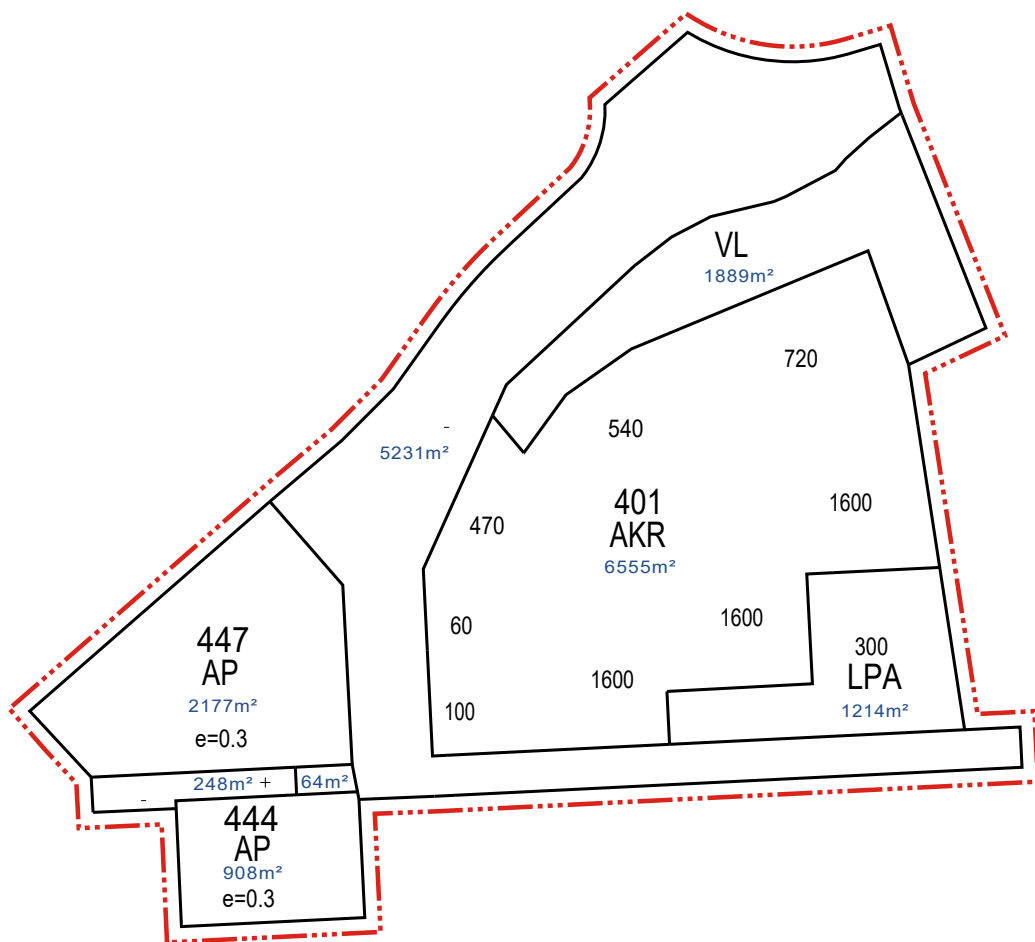 VL
1889m²
720
-
5231m²
540
401
AKR
6555m²
470
1600
447
AP
2177m²
e=0.3
60
100
1600
1600
300
LPA
1214m²
248m² +
64m²
-
444
AP
908m²
e=0.3